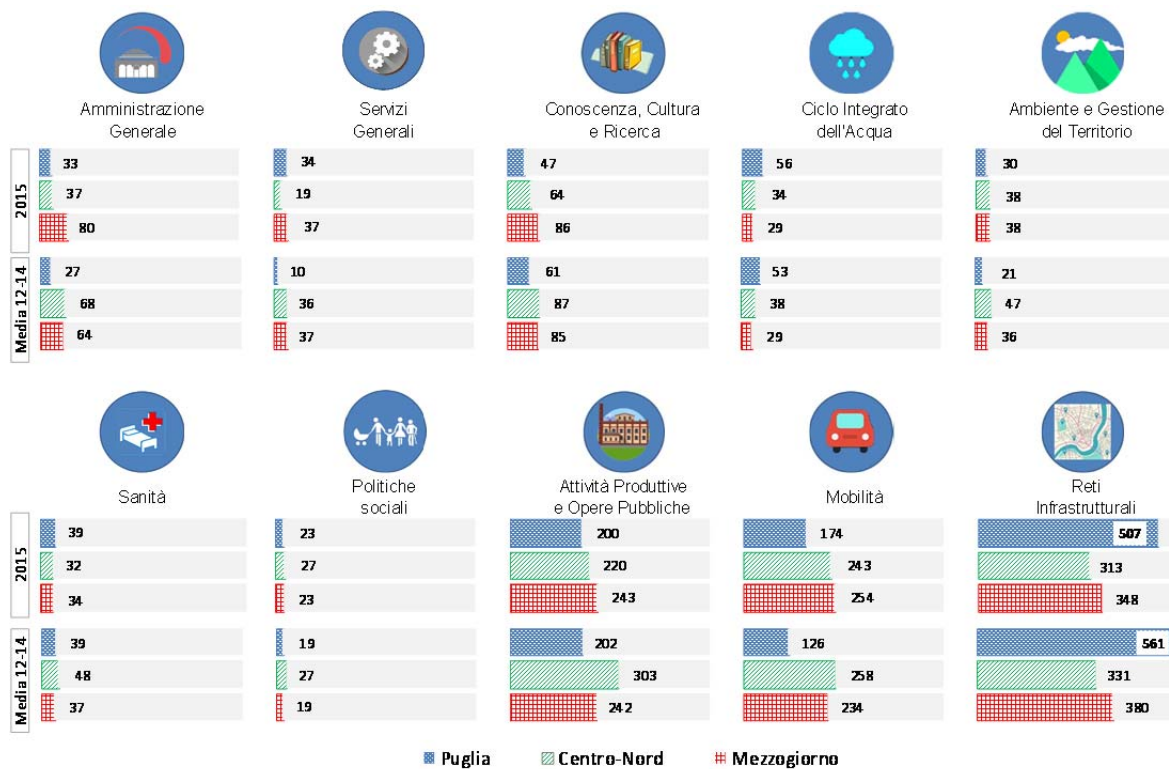 Amministrazione
Generale
Servizi
Generali
Conoscenza, Cultura
e Ricerca
Ciclo Integrato
dell'Acqua
Ambiente e Gestione
del Territorio
2015
33
37
80
34
19
37
47
64
86
56
34
29
30
38
38
Media 12-14
27
68
64
10
36
37
61
87
85
53
38
29
21
47
36
Sanità
Politiche
sociali
Attività Produttive
e Opere Pubbliche
Mobilità
Reti
Infrastrutturali
2015
39
32
34
23
27
23
200
220
243
174
243
254
507
313
348
Media 12-14
39
48
37
19
27
19
202
303
242
126
258
234
561
331
380
Puglia
Centro-Nord
Mezzogiorno